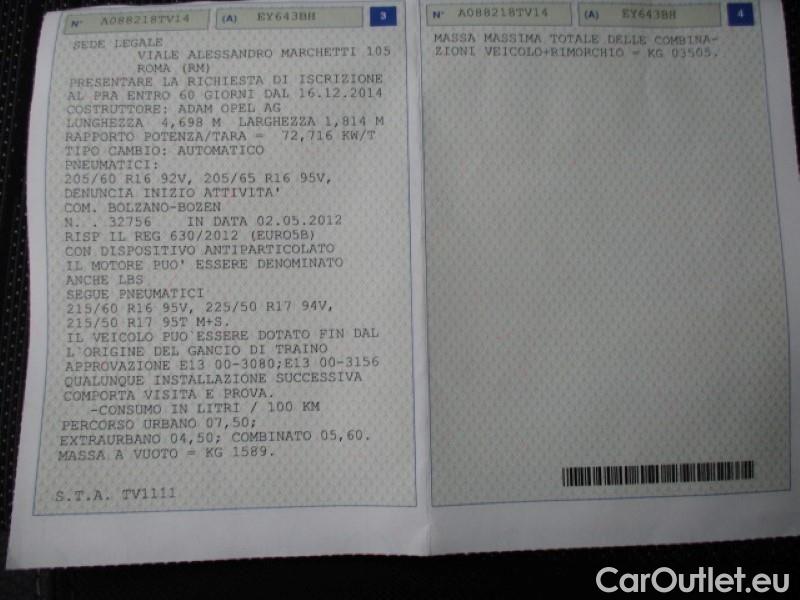 N° A088218TV14 (A) EY643BH 3
SEDE LEGALE
VIALE ALESSANDRO MARCHETTI 105
ROMA (RM)
PRESENTARE LA RICHIESTA DI ISCRIZIONE
AL PRA ENTRO 60 GIORNI DAL 16.12.2014
COSTRUTTORE: ADAM OPEL AG
LUNGHEZZA 4,698 M LARGHEZZA 1,814 M
RAPPORTO POTENZA/TARA = 72,716 KW/T
TIPO CAMBIO: AUTOMATICO
PNEUMATICI:
205/60 R16 92V, 205/65 R16 95V,
DENUNCIA INIZIO ATTIVITA'
COM. BOLZANO-BOZEN
N. . 32756 IN DATA 02.05.2012
RISP IL REG 630/2012 (EURO5B)
CON DISPOSITIVO ANTIPARTICOLATO
IL MOTORE PUO' ESSERE DENOMINATO
ANCHE LBS
SEGUE PNEUMATICI
215/60 R16 95V, 225/50 R17 94V,
215/50 R17 95T M+S.
IL VEICOLO PUO`ESSERE DOTATO FIN DAL
L`ORIGINE DEL GANCIO DI TRAINO
APPROVAZIONE E13 00-3080;E13 00-3156
QUALUNQUE INSTALLAZIONE SUCCESSIVA
COMPORTA VISITA E PROVA.
-CONSUMO IN LITRI / 100 KM
PERCORSO URBANO 07,50;
EXTRAURBANO 04,50; COMBINATO 05,60.
MASSA A VUOTO = KG 1589.
S.T.A. TV1111
N° A088218TV14 (A) EY643BH 4
MASSA MASSIMA TOTALE DELLE COMBINA-
ZIONI VEICOLO+RIMORCHIO = KG 03505.
CarOutlet.eu